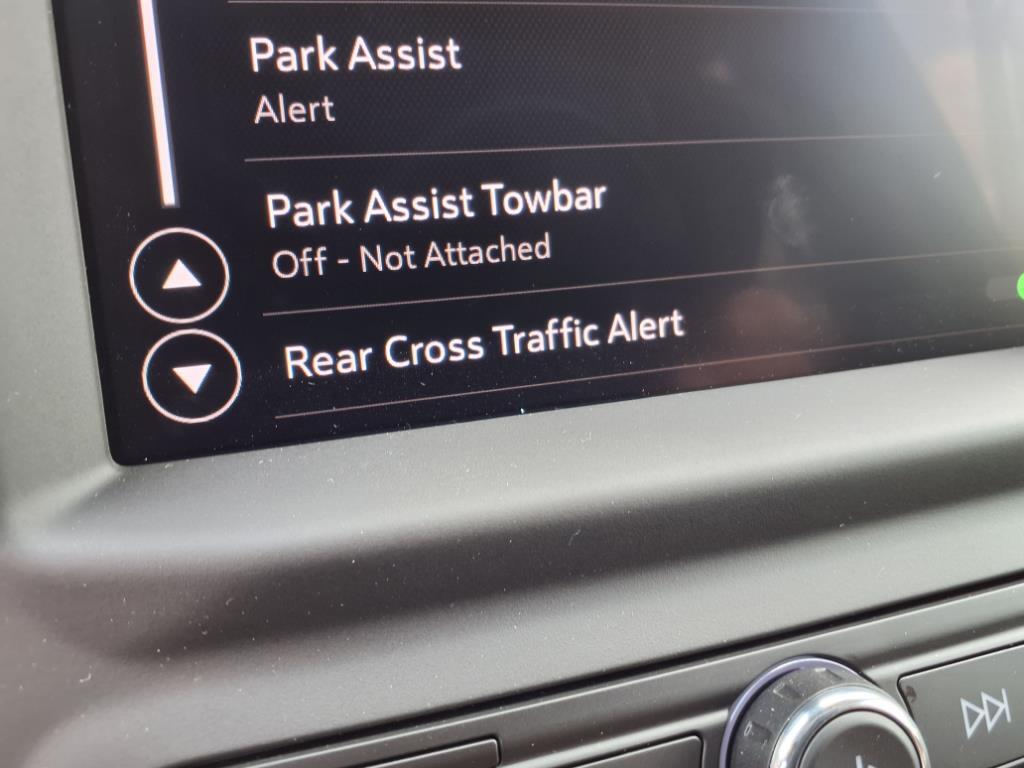 Park Assist
Alert
Park Assist Towbar
Off - Not Attached
Rear Cross Traffic Alert